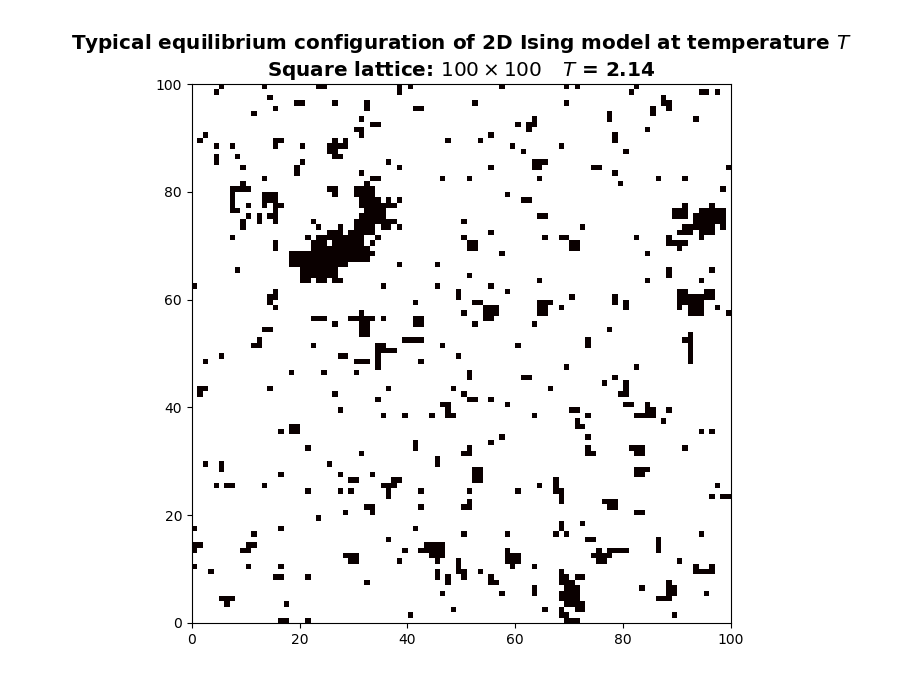 Typical equilibrium configuration of 2D Ising model at temperature T
Square lattice: 100 × 100 T = 2.14
100
80
60
40
20
0
0 20 40 60 80 100